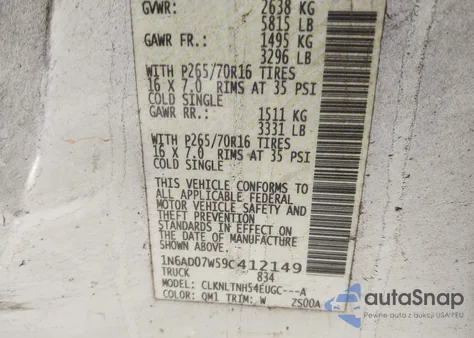 GVWR: 2638 KG
5815 LB
GAWR FR.: 1495 KG
3296 LB
WITH P265/70R16 TIRES
16 X 7.0 RIMS AT 35 PSI
COLD SINGLE
GAWR RR.: 1511 KG
3331 LB
WITH P265/70R16 TIRES
16 X 7.0 RIMS AT 35 PSI
COLD SINGLE
THIS VEHICLE CONFORMS TO
ALL APPLICABLE FEDERAL
MOTOR VEHICLE SAFETY AND
THEFT PREVENTION
STANDARDS IN EFFECT ON
THE DATE OF MANUFACTURE
SHOWN ABOVE.
1N6AD07W59C412149
TRUCK 834
MODEL: CLKNLTNH54EUGC---A
COLOR: QM1 TRIM: W ZS00A
autaSnap
Pewne auta z aukcji w USA